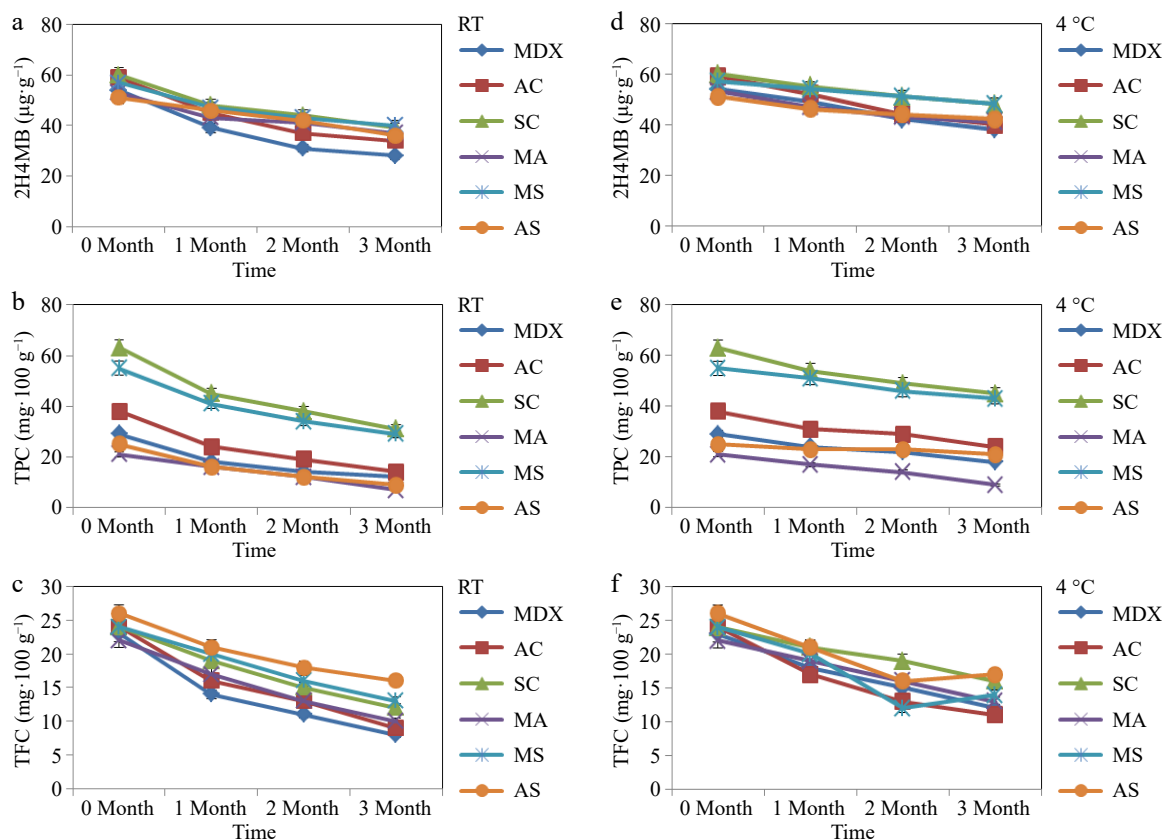 a
80
60
40
20
0
2H4MB (μg·g⁻¹)
0 Month 1 Month 2 Month 3 Month
Time
RT
MDX
AC
SC
MA
MS
AS
d
80
60
40
20
0
2H4MB (μg·g⁻¹)
0 Month 1 Month 2 Month 3 Month
Time
4 °C
MDX
AC
SC
MA
MS
AS
b
80
60
40
20
0
TPC (mg·100 g⁻¹)
0 Month 1 Month 2 Month 3 Month
Time
RT
MDX
AC
SC
MA
MS
AS
e
80
60
40
20
0
TPC (mg·100 g⁻¹)
0 Month 1 Month 2 Month 3 Month
Time
4 °C
MDX
AC
SC
MA
MS
AS
c
30
25
20
15
10
5
0
TFC (mg·100 g⁻¹)
0 Month 1 Month 2 Month 3 Month
Time
RT
MDX
AC
SC
MA
MS
AS
f
30
25
20
15
10
5
0
TFC (mg·100 g⁻¹)
0 Month 1 Month 2 Month 3 Month
Time
4 °C
MDX
AC
SC
MA
MS
AS